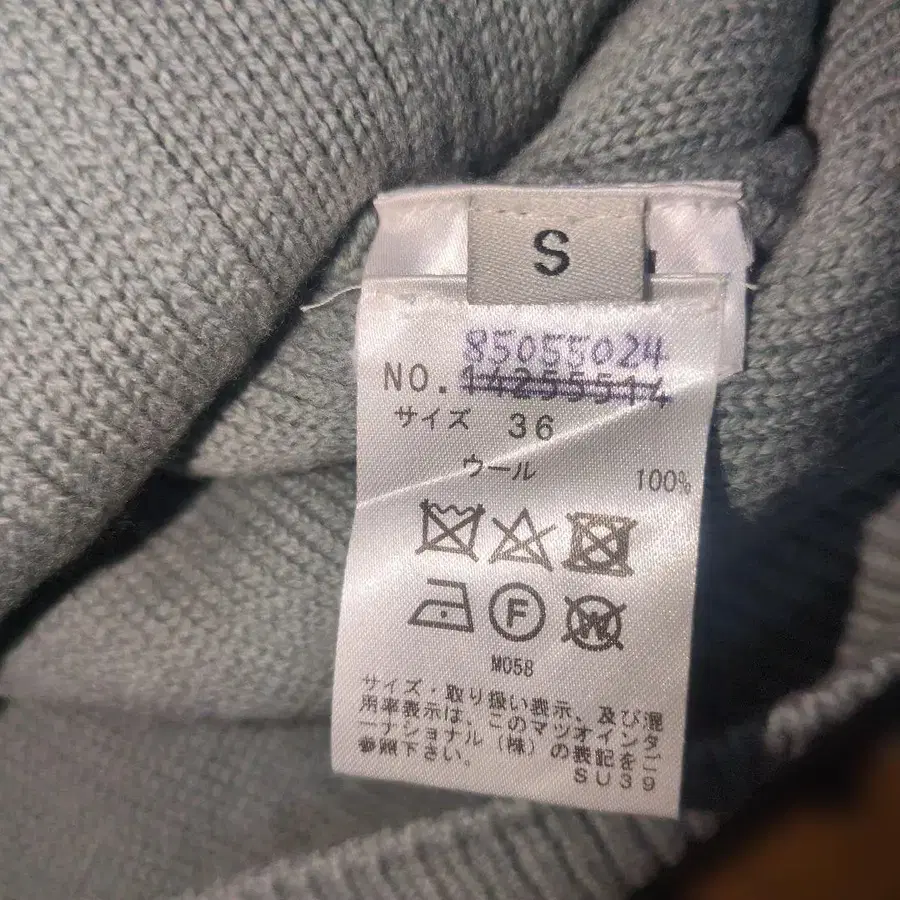 S
85055024
NO.14255514
サイズ 36
ウール 100%
F
W
M058
サイズ・取り扱い表示、及び混
用率表示は、このマツオインタ
ーナショナル(株)の表記をご
参照下さい。
SU39